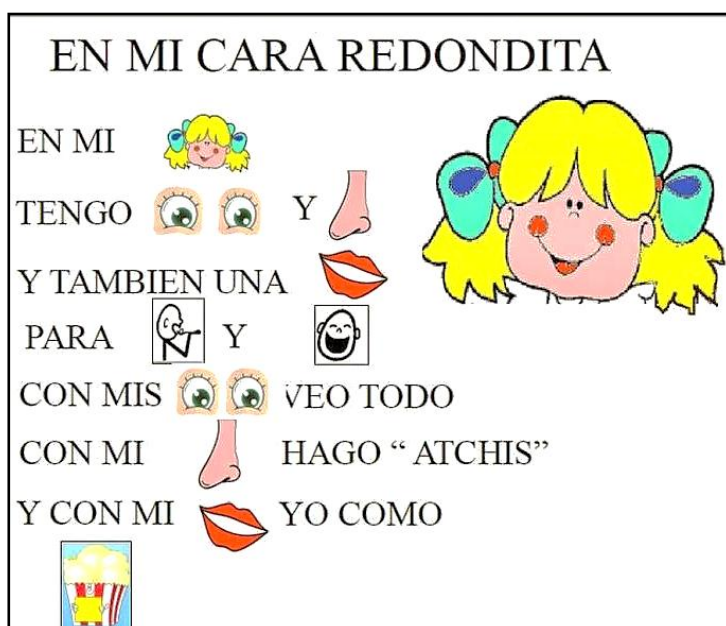 EN MI CARA REDONDITA
EN MI
TENGO Y
Y TAMBIEN UNA
PARA Y
CON MIS VEO TODO
CON MI HAGO “ ATCHIS”
Y CON MI YO COMO